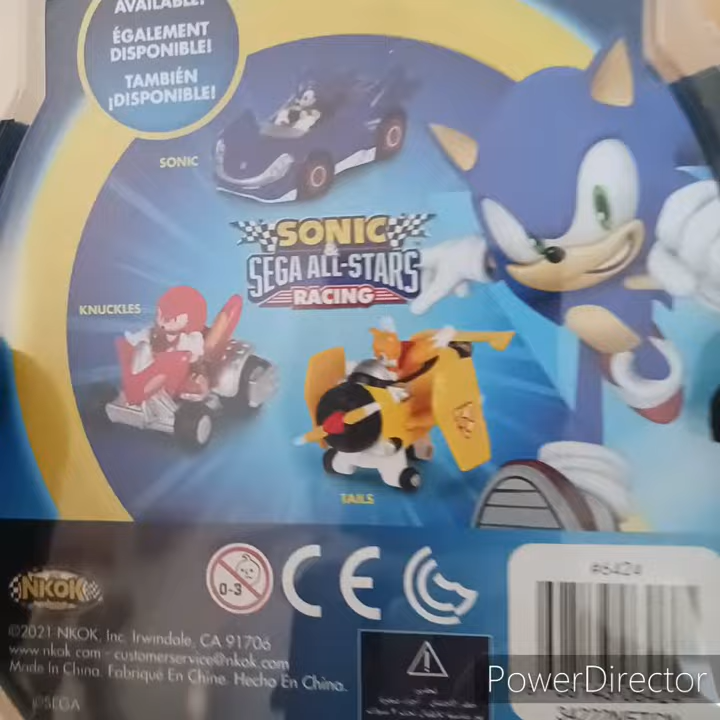 AVAILABLE!
ÉGALEMENT
DISPONIBLE!
TAMBIÉN
¡DISPONIBLE!
SONIC
SONIC
&
SEGA ALL-STARS
RACING
KNUCKLES
TAILS
NKOK
0-3
CE
#6424
©2021 NKOK, Inc. Irwindale, CA 91706
www.nkok.com - customerservice@nkok.com
Made In China. Fabriqué En Chine. Hecho En China.
©SEGA
PowerDirector